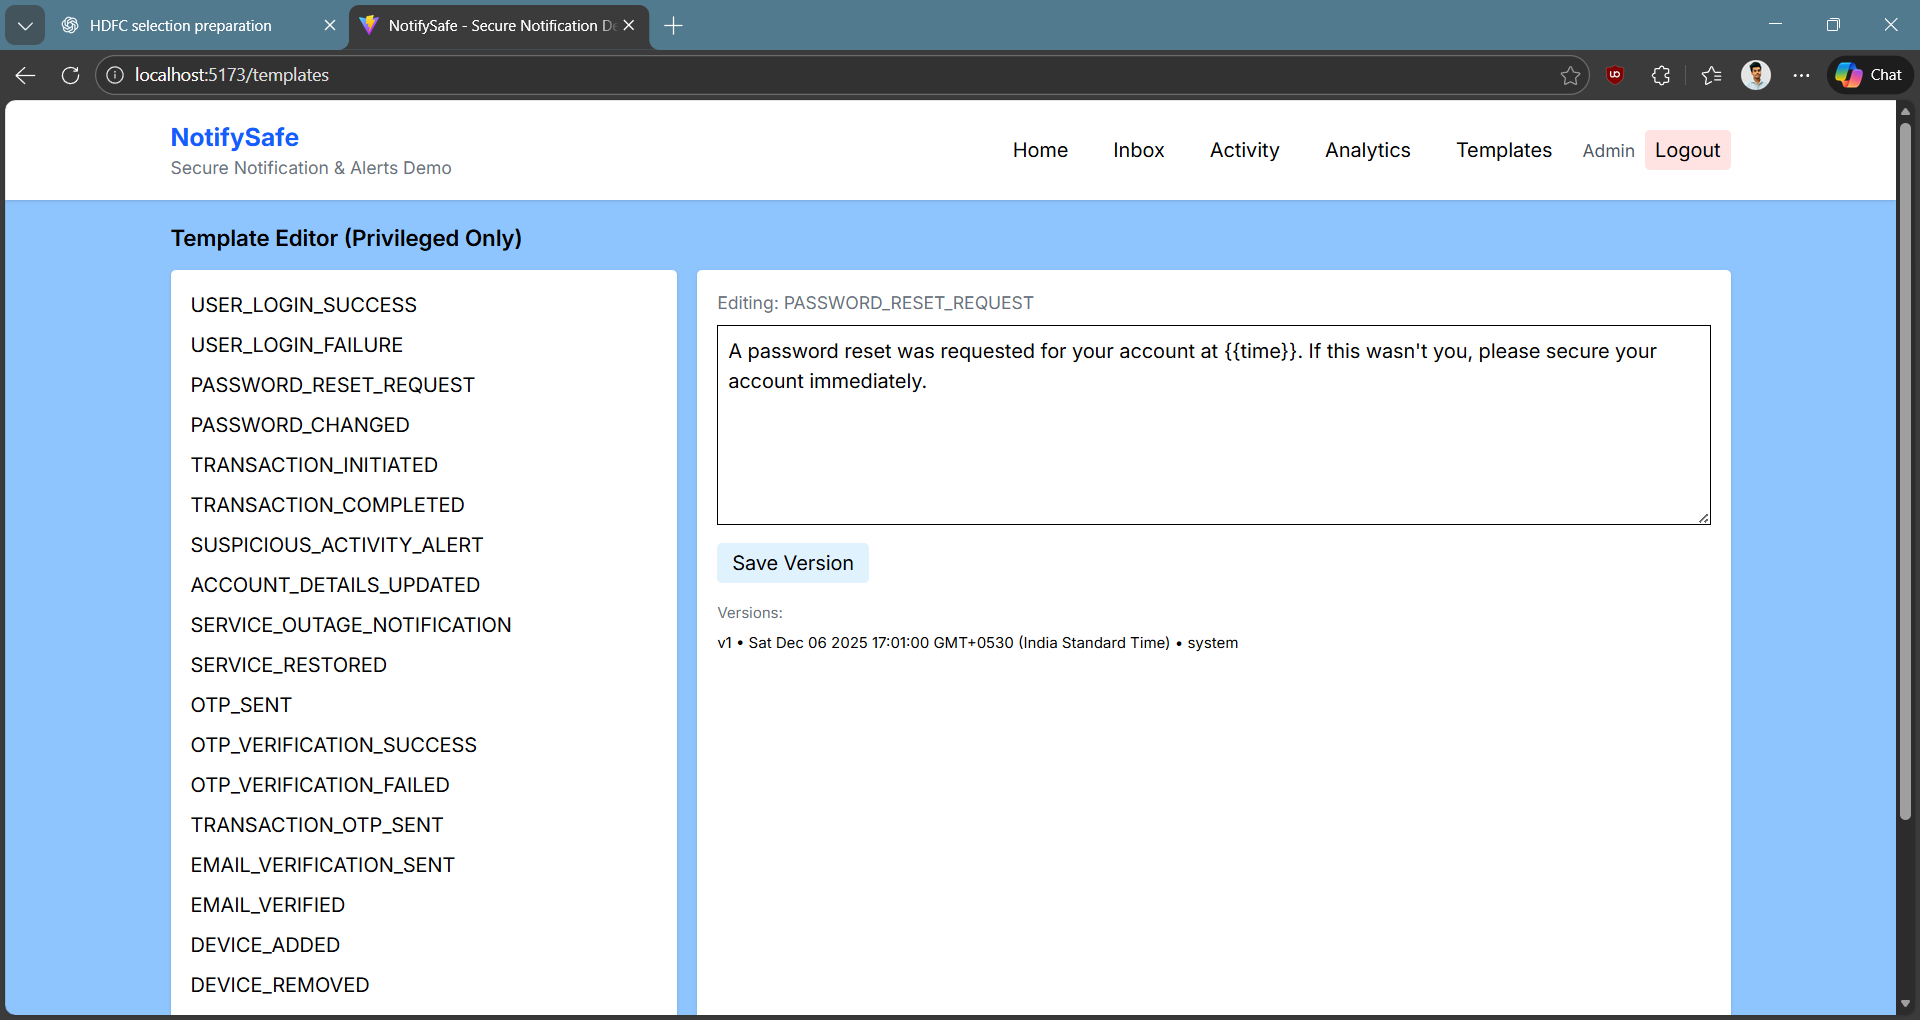 HDFC selection preparation
NotifySafe - Secure Notification De
localhost:5173/templates
Chat
NotifySafe
Secure Notification & Alerts Demo
Home
Inbox
Activity
Analytics
Templates
Admin
Logout
Template Editor (Privileged Only)
USER_LOGIN_SUCCESS
USER_LOGIN_FAILURE
PASSWORD_RESET_REQUEST
PASSWORD_CHANGED
TRANSACTION_INITIATED
TRANSACTION_COMPLETED
SUSPICIOUS_ACTIVITY_ALERT
ACCOUNT_DETAILS_UPDATED
SERVICE_OUTAGE_NOTIFICATION
SERVICE_RESTORED
OTP_SENT
OTP_VERIFICATION_SUCCESS
OTP_VERIFICATION_FAILED
TRANSACTION_OTP_SENT
EMAIL_VERIFICATION_SENT
EMAIL_VERIFIED
DEVICE_ADDED
DEVICE_REMOVED
Editing: PASSWORD_RESET_REQUEST
A password reset was requested for your account at {{time}}. If this wasn't you, please secure your
account immediately.
Save Version
Versions:
v1 • Sat Dec 06 2025 17:01:00 GMT+0530 (India Standard Time) • system